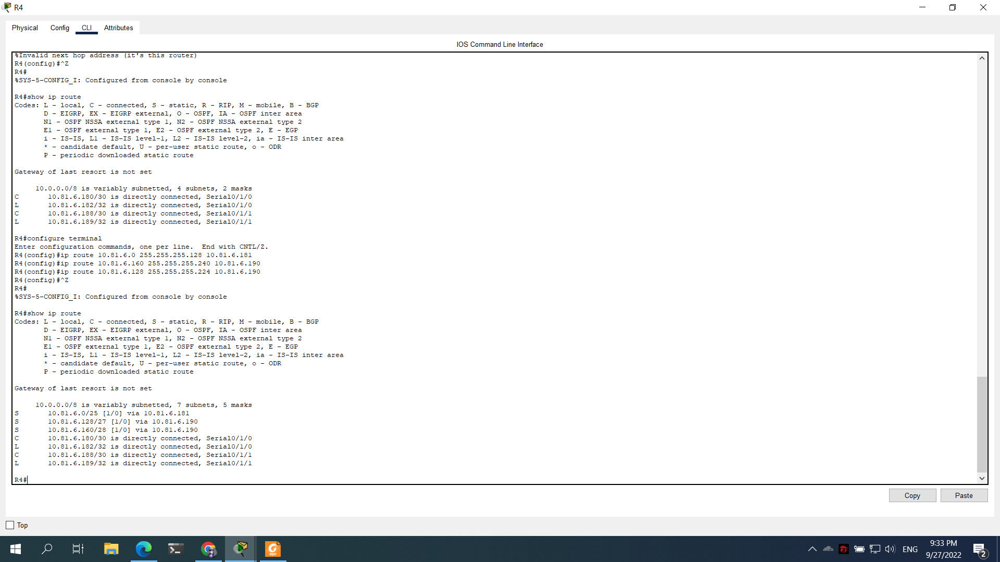 R4
Physical Config CLI Attributes
IOS Command Line Interface
%Invalid next hop address (it's this router)
R4(config)#^Z
R4#
%SYS-5-CONFIG_I: Configured from console by console
R4#show ip route
Codes: L - local, C - connected, S - static, R - RIP, M - mobile, B - BGP
D - EIGRP, EX - EIGRP external, O - OSPF, IA - OSPF inter area
N1 - OSPF NSSA external type 1, N2 - OSPF NSSA external type 2
E1 - OSPF external type 1, E2 - OSPF external type 2, E - EGP
i - IS-IS, L1 - IS-IS level-1, L2 - IS-IS level-2, ia - IS-IS inter area
* - candidate default, U - per-user static route, o - ODR
P - periodic downloaded static route
Gateway of last resort is not set
10.0.0.0/8 is variably subnetted, 4 subnets, 2 masks
C 10.81.6.180/30 is directly connected, Serial0/1/0
L 10.81.6.182/32 is directly connected, Serial0/1/0
C 10.81.6.188/30 is directly connected, Serial0/1/1
L 10.81.6.189/32 is directly connected, Serial0/1/1
R4#configure terminal
Enter configuration commands, one per line. End with CNTL/Z.
R4(config)#ip route 10.81.6.0 255.255.255.128 10.81.6.181
R4(config)#ip route 10.81.6.160 255.255.255.240 10.81.6.190
R4(config)#ip route 10.81.6.128 255.255.255.224 10.81.6.190
R4(config)#^Z
R4#
%SYS-5-CONFIG_I: Configured from console by console
R4#show ip route
Codes: L - local, C - connected, S - static, R - RIP, M - mobile, B - BGP
D - EIGRP, EX - EIGRP external, O - OSPF, IA - OSPF inter area
N1 - OSPF NSSA external type 1, N2 - OSPF NSSA external type 2
E1 - OSPF external type 1, E2 - OSPF external type 2, E - EGP
i - IS-IS, L1 - IS-IS level-1, L2 - IS-IS level-2, ia - IS-IS inter area
* - candidate default, U - per-user static route, o - ODR
P - periodic downloaded static route
Gateway of last resort is not set
10.0.0.0/8 is variably subnetted, 7 subnets, 5 masks
S 10.81.6.0/25 [1/0] via 10.81.6.181
S 10.81.6.128/27 [1/0] via 10.81.6.190
S 10.81.6.160/28 [1/0] via 10.81.6.190
C 10.81.6.180/30 is directly connected, Serial0/1/0
L 10.81.6.182/32 is directly connected, Serial0/1/0
C 10.81.6.188/30 is directly connected, Serial0/1/1
L 10.81.6.189/32 is directly connected, Serial0/1/1
R4#
Copy Paste
Top
PDF
ENG
9:33 PM
9/27/2022
2